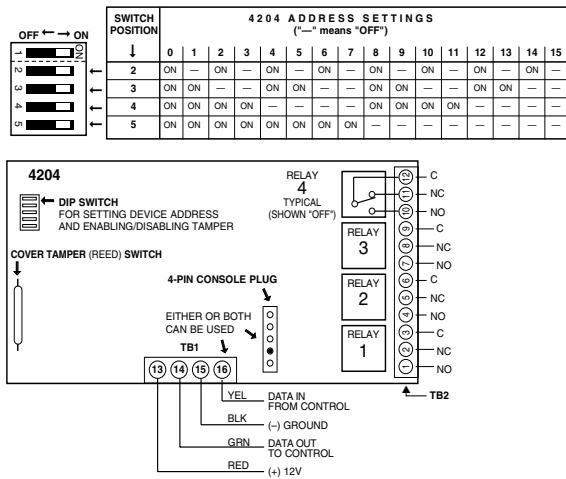 OFF ← → ON
ON
1
2
3
4
5
SWITCH POSITION ↓ 4204 ADDRESS SETTINGS
("—" means "OFF")
0 1 2 3 4 5 6 7 8 9 10 11 12 13 14 15
2 ON — ON — ON — ON — ON — ON — ON — ON —
3 ON ON — — ON ON — — ON ON — — ON ON — —
4 ON ON ON ON — — — — ON ON ON ON — — — —
5 ON ON ON ON ON ON ON ON — — — — — — — —
4204
DIP SWITCH
FOR SETTING DEVICE ADDRESS
AND ENABLING/DISABLING TAMPER
COVER TAMPER (REED) SWITCH
4-PIN CONSOLE PLUG
EITHER OR BOTH
CAN BE USED
TB1
13 14 15 16
RELAY
4
TYPICAL
(SHOWN "OFF")
RELAY
3
RELAY
2
RELAY
1
12 C
11 NC
10 NO
9 C
8 NC
7 NO
6 C
5 NC
4 NO
3 C
2 NC
1 NO
TB2
YEL DATA IN
FROM CONTROL
BLK (–) GROUND
GRN DATA OUT
TO CONTROL
RED (+) 12V